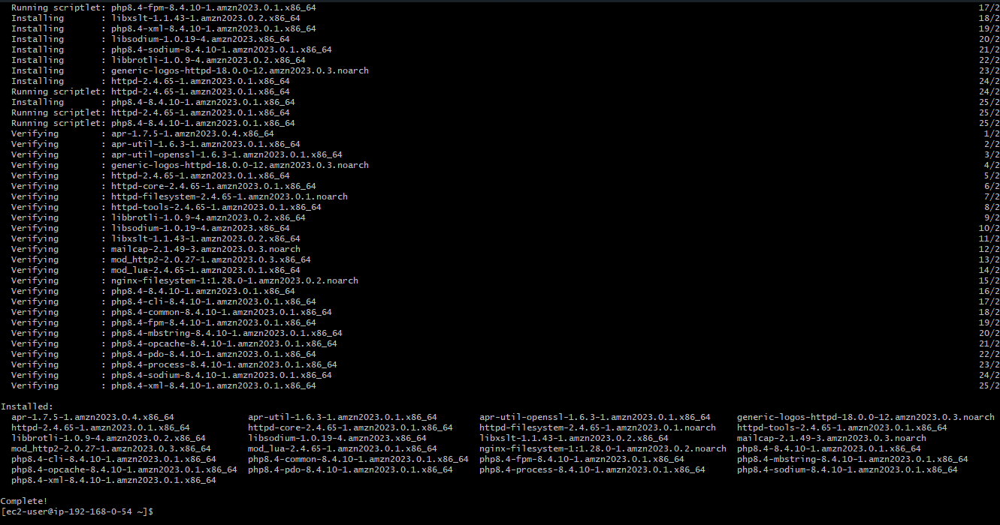 Running scriptlet: php8.4-fpm-8.4.10-1.amzn2023.0.1.x86_64 17/2
Installing : libxslt-1.1.43-1.amzn2023.0.2.x86_64 18/2
Installing : php8.4-xml-8.4.10-1.amzn2023.0.1.x86_64 19/2
Installing : libsodium-1.0.19-4.amzn2023.x86_64 20/2
Installing : php8.4-sodium-8.4.10-1.amzn2023.0.1.x86_64 21/2
Installing : libbrotli-1.0.9-4.amzn2023.0.2.x86_64 22/2
Installing : generic-logos-httpd-18.0.0-12.amzn2023.0.3.noarch 23/2
Installing : httpd-2.4.65-1.amzn2023.0.1.x86_64 24/2
Running scriptlet: httpd-2.4.65-1.amzn2023.0.1.x86_64 24/2
Installing : php8.4-8.4.10-1.amzn2023.0.1.x86_64 25/2
Running scriptlet: httpd-2.4.65-1.amzn2023.0.1.x86_64 25/2
Running scriptlet: php8.4-8.4.10-1.amzn2023.0.1.x86_64 25/2
Verifying : apr-1.7.5-1.amzn2023.0.4.x86_64 1/2
Verifying : apr-util-1.6.3-1.amzn2023.0.1.x86_64 2/2
Verifying : apr-util-openssl-1.6.3-1.amzn2023.0.1.x86_64 3/2
Verifying : generic-logos-httpd-18.0.0-12.amzn2023.0.3.noarch 4/2
Verifying : httpd-2.4.65-1.amzn2023.0.1.x86_64 5/2
Verifying : httpd-core-2.4.65-1.amzn2023.0.1.x86_64 6/2
Verifying : httpd-filesystem-2.4.65-1.amzn2023.0.1.noarch 7/2
Verifying : httpd-tools-2.4.65-1.amzn2023.0.1.x86_64 8/2
Verifying : libbrotli-1.0.9-4.amzn2023.0.2.x86_64 9/2
Verifying : libsodium-1.0.19-4.amzn2023.x86_64 10/2
Verifying : libxslt-1.1.43-1.amzn2023.0.2.x86_64 11/2
Verifying : mailcap-2.1.49-3.amzn2023.0.3.noarch 12/2
Verifying : mod_http2-2.0.27-1.amzn2023.0.3.x86_64 13/2
Verifying : mod_lua-2.4.65-1.amzn2023.0.1.x86_64 14/2
Verifying : nginx-filesystem-1:1.28.0-1.amzn2023.0.2.noarch 15/2
Verifying : php8.4-8.4.10-1.amzn2023.0.1.x86_64 16/2
Verifying : php8.4-cli-8.4.10-1.amzn2023.0.1.x86_64 17/2
Verifying : php8.4-common-8.4.10-1.amzn2023.0.1.x86_64 18/2
Verifying : php8.4-fpm-8.4.10-1.amzn2023.0.1.x86_64 19/2
Verifying : php8.4-mbstring-8.4.10-1.amzn2023.0.1.x86_64 20/2
Verifying : php8.4-opcache-8.4.10-1.amzn2023.0.1.x86_64 21/2
Verifying : php8.4-pdo-8.4.10-1.amzn2023.0.1.x86_64 22/2
Verifying : php8.4-process-8.4.10-1.amzn2023.0.1.x86_64 23/2
Verifying : php8.4-sodium-8.4.10-1.amzn2023.0.1.x86_64 24/2
Verifying : php8.4-xml-8.4.10-1.amzn2023.0.1.x86_64 25/2
Installed:
apr-1.7.5-1.amzn2023.0.4.x86_64 apr-util-1.6.3-1.amzn2023.0.1.x86_64 apr-util-openssl-1.6.3-1.amzn2023.0.1.x86_64 generic-logos-httpd-18.0.0-12.amzn2023.0.3.noarch
httpd-2.4.65-1.amzn2023.0.1.x86_64 httpd-core-2.4.65-1.amzn2023.0.1.x86_64 httpd-filesystem-2.4.65-1.amzn2023.0.1.noarch httpd-tools-2.4.65-1.amzn2023.0.1.x86_64
libbrotli-1.0.9-4.amzn2023.0.2.x86_64 libsodium-1.0.19-4.amzn2023.x86_64 libxslt-1.1.43-1.amzn2023.0.2.x86_64 mailcap-2.1.49-3.amzn2023.0.3.noarch
mod_http2-2.0.27-1.amzn2023.0.3.x86_64 mod_lua-2.4.65-1.amzn2023.0.1.x86_64 nginx-filesystem-1:1.28.0-1.amzn2023.0.2.noarch php8.4-8.4.10-1.amzn2023.0.1.x86_64
php8.4-cli-8.4.10-1.amzn2023.0.1.x86_64 php8.4-common-8.4.10-1.amzn2023.0.1.x86_64 php8.4-fpm-8.4.10-1.amzn2023.0.1.x86_64 php8.4-mbstring-8.4.10-1.amzn2023.0.1.x86_64
php8.4-opcache-8.4.10-1.amzn2023.0.1.x86_64 php8.4-pdo-8.4.10-1.amzn2023.0.1.x86_64 php8.4-process-8.4.10-1.amzn2023.0.1.x86_64 php8.4-sodium-8.4.10-1.amzn2023.0.1.x86_64
php8.4-xml-8.4.10-1.amzn2023.0.1.x86_64
Complete!
[ec2-user@ip-192-168-0-54 ~]$